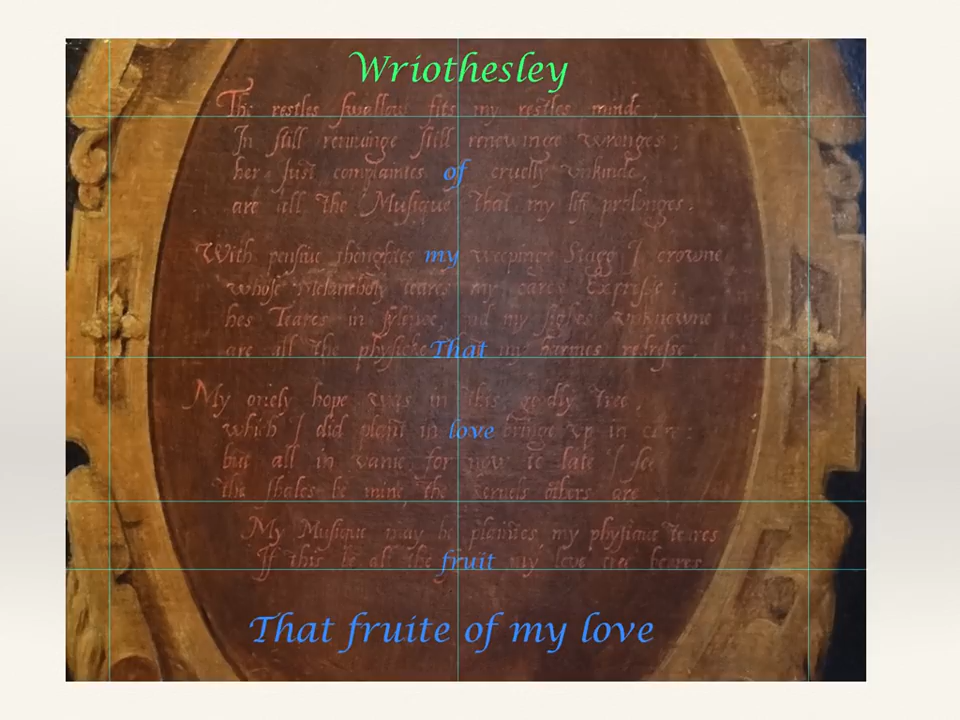 Wriothesley
The restles swallow fits my restles minde,
In still revivinge still renewinge wronges;
her Just complaintes of cruelly unkinde,
are all the Musique that my life prolonges.
With pensive thoughtes my weepinge Stagg I crowne
whose Melancholy teares my cares Expresse;
hes Teares in sylence, and my sighes unknowne
are all the physicke That my harmes redresse.
My onely hope was in this goodly tree,
which I did plant in love bringe up in care:
but all in vanie, for now to late I see
the shales be mine, the kernels others are.
My Musique may be plaintes, my physique teares
If this be all the fruit my love tree beares.
That fruite of my love